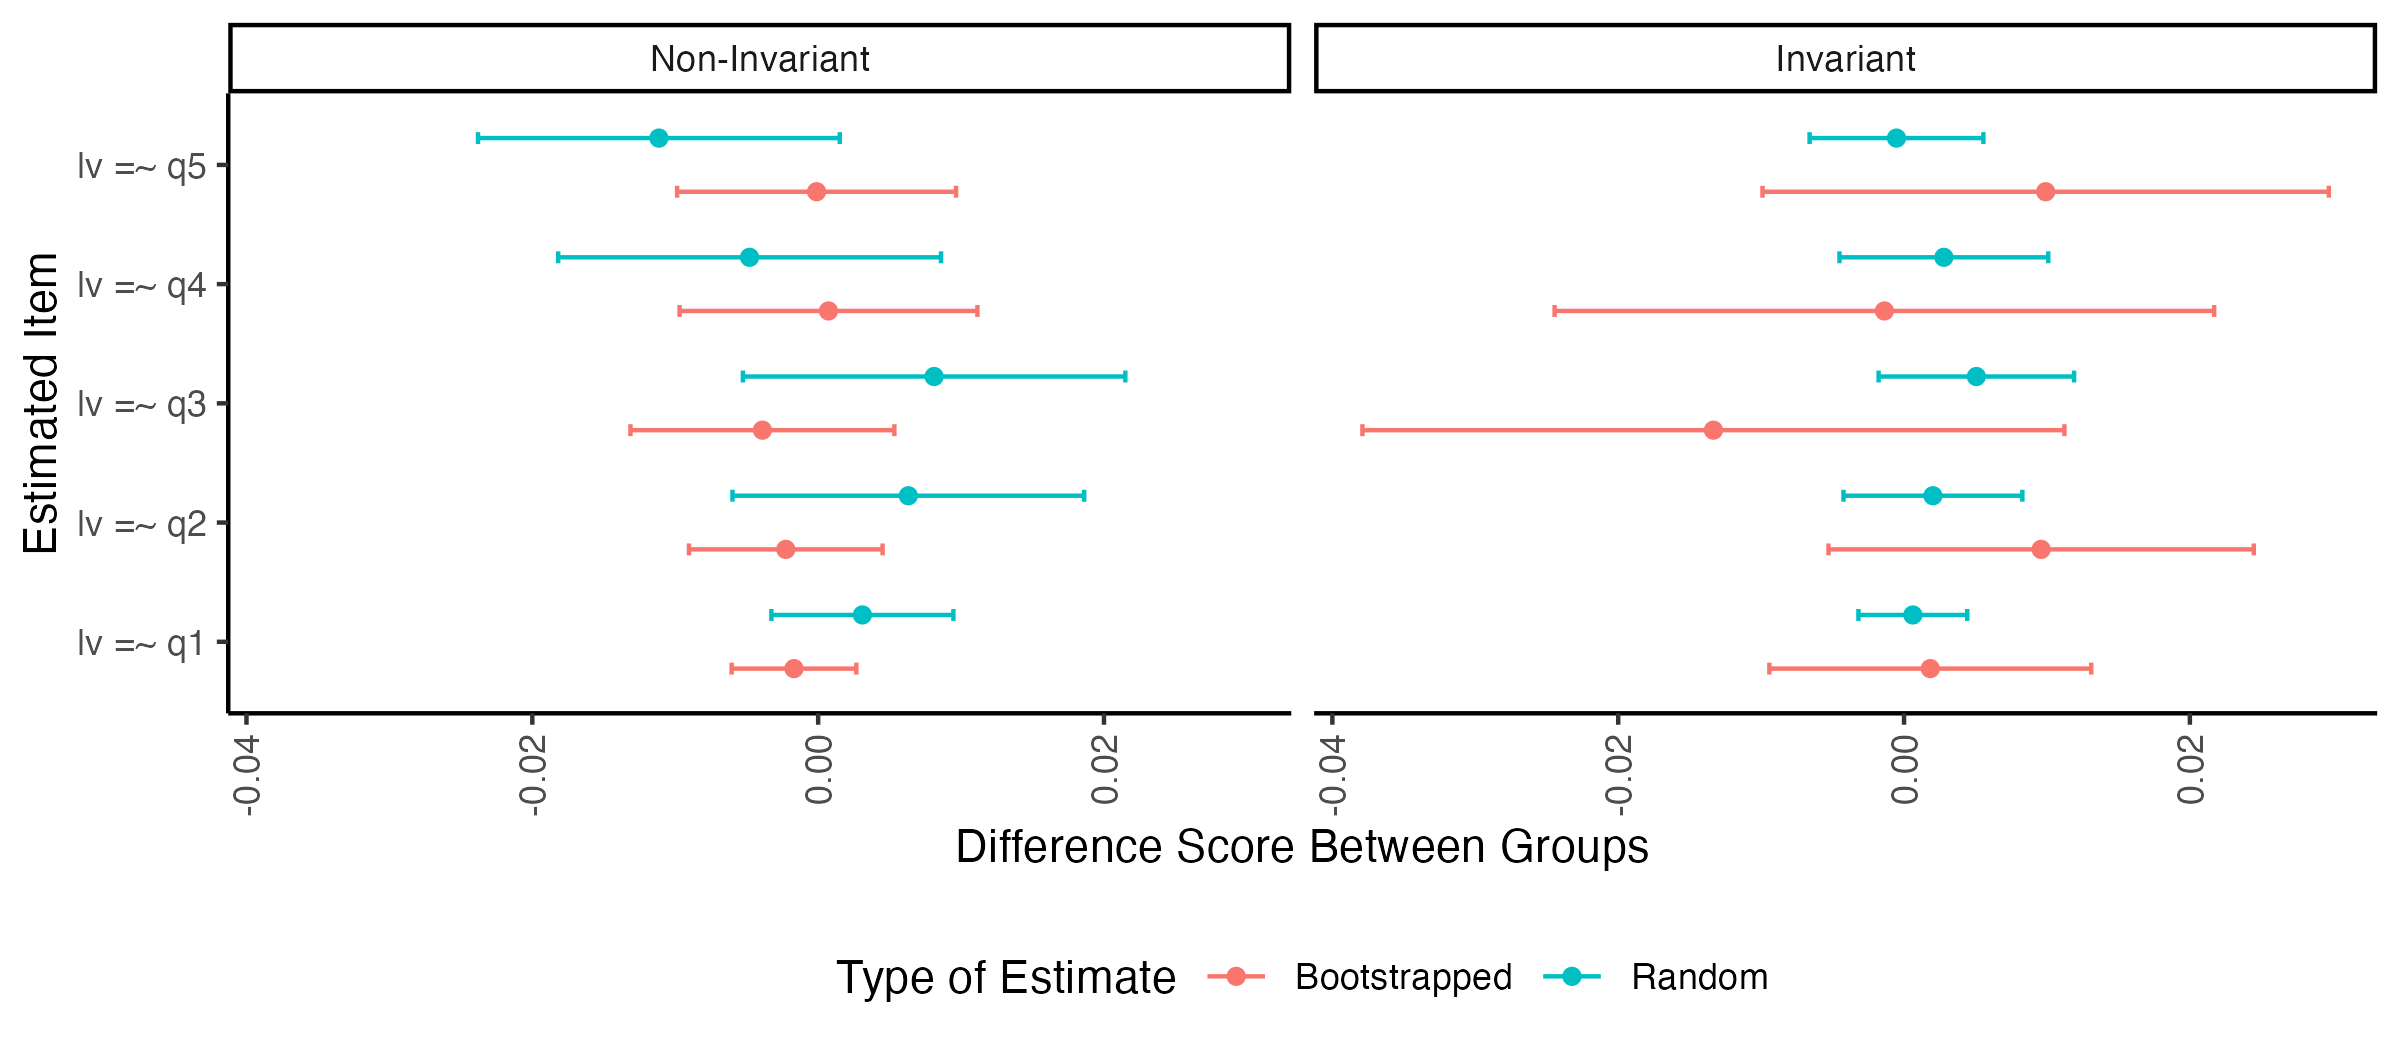 Non-Invariant
Invariant
Estimated Item
lv =~ q5
lv =~ q4
lv =~ q3
lv =~ q2
lv =~ q1
-0.04
-0.02
0.00
0.02
-0.04
-0.02
0.00
0.02
Difference Score Between Groups
Type of Estimate Bootstrapped Random